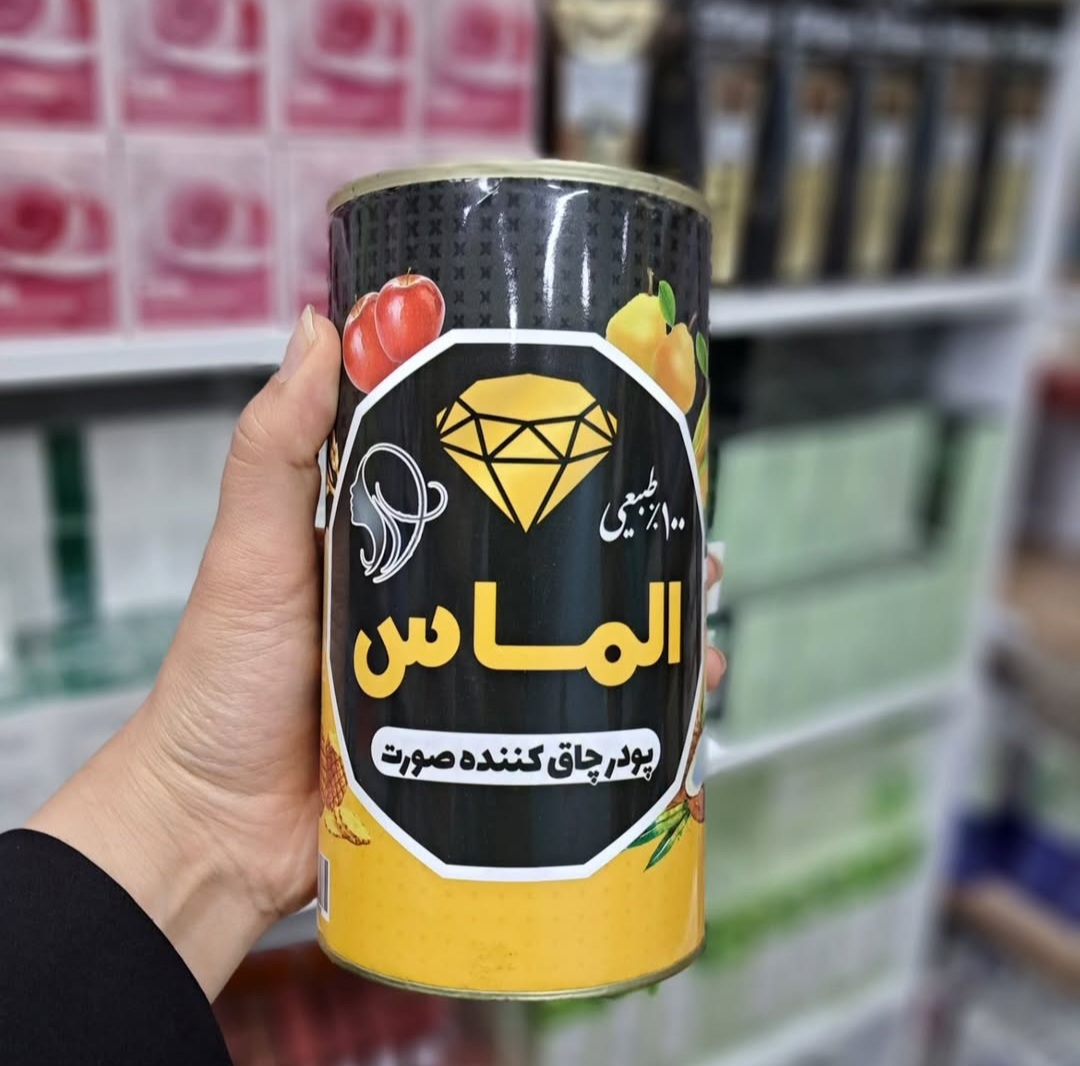 ۱۰۰٪ طبیعی
الماس
پودر چاق کننده صورت